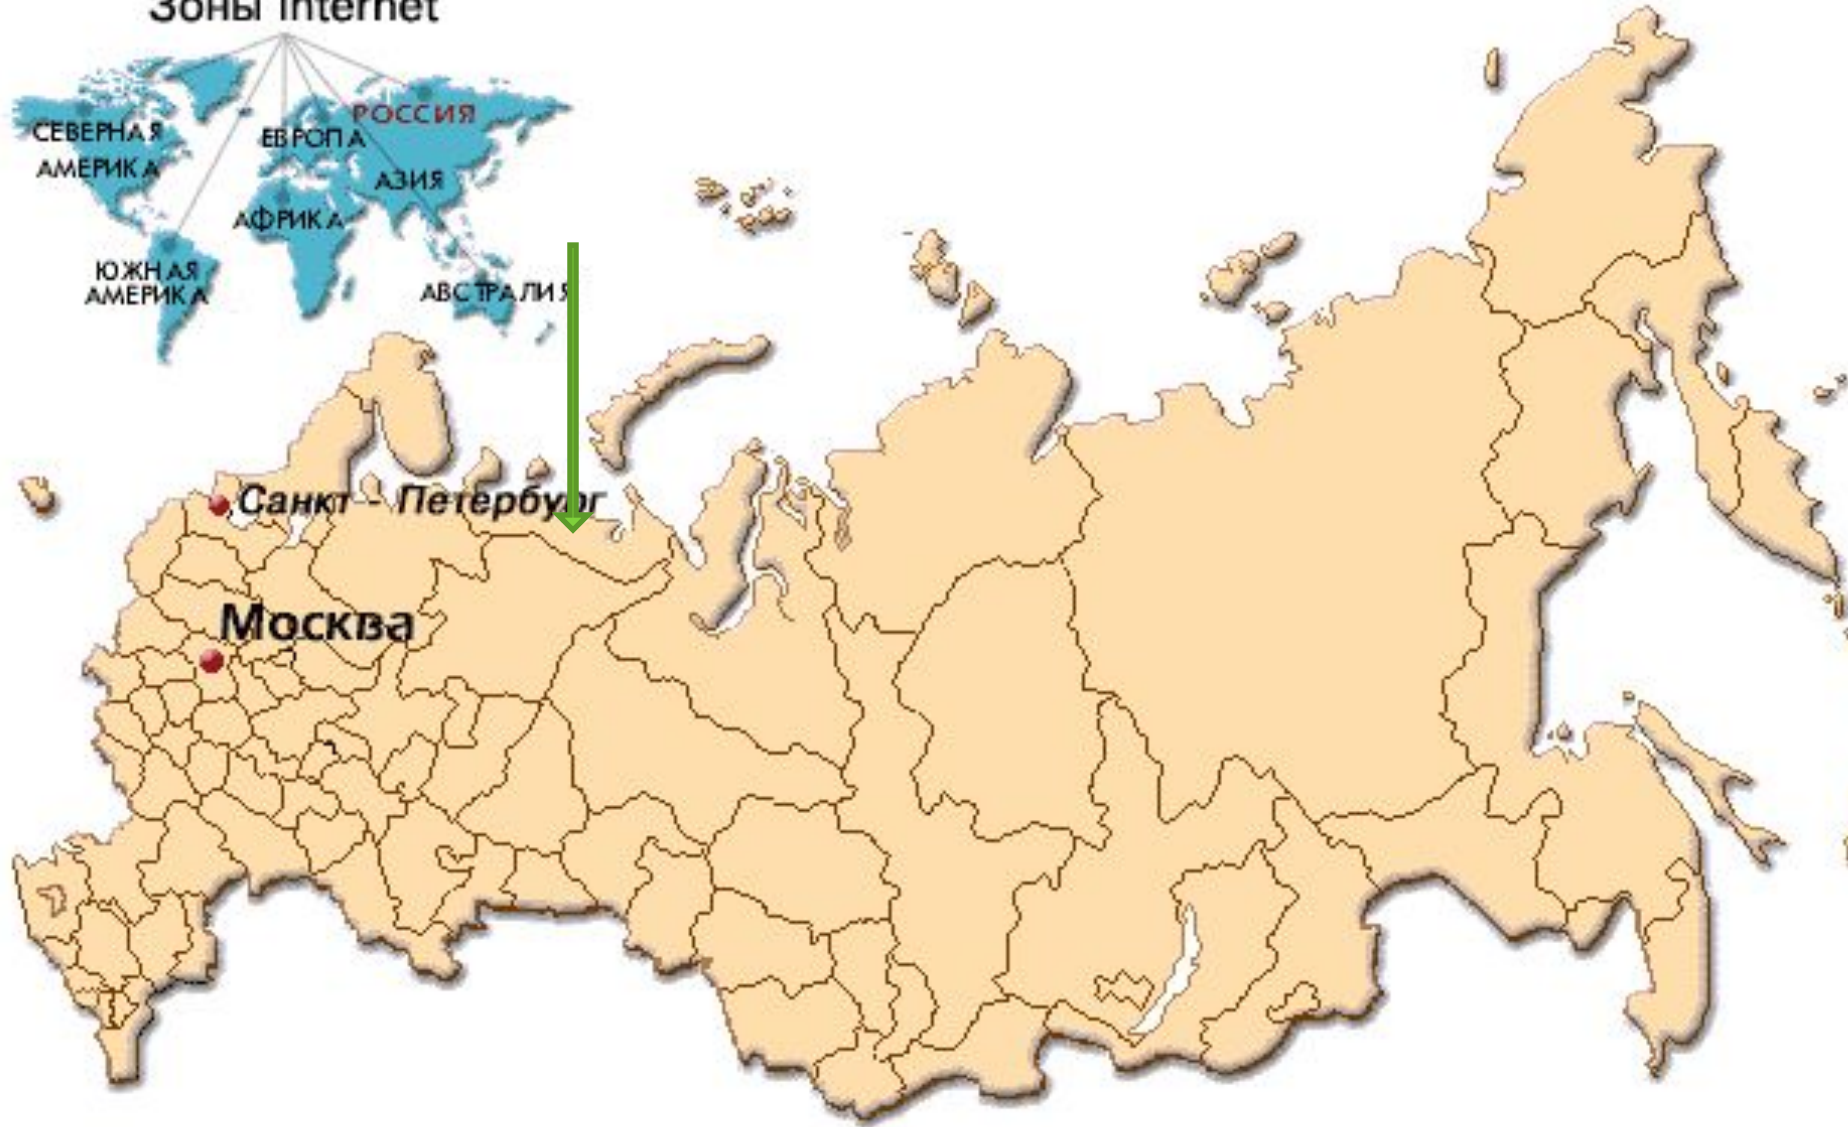 Зоны Internet
РОССИЯ
СЕВЕРНАЯ
АМЕРИКА
ЕВРОПА
АЗИЯ
АФРИКА
ЮЖНАЯ
АМЕРИКА
АВСТРАЛИЯ
Санкт - Петербург
Москва